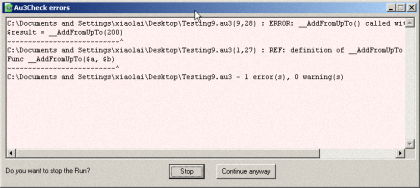 Au3Check errors
C:\Documents and Settings\xiaolai\Desktop\Testing9.au3(9,28) : ERROR: __AddFromUpTo() called wi
$result = __AddFromUpTo(200)
~~~~~~~~~~~~~~~~~~~~~~~~~~~^
C:\Documents and Settings\xiaolai\Desktop\Testing9.au3(1,27) : REF: definition of __AddFromUpTo
Func __AddFromUpTo($a, $b)
~~~~~~~~~~~~~~~~~~~~~~~~~~^
C:\Documents and Settings\xiaolai\Desktop\Testing9.au3 - 1 error(s), 0 warning(s)
Do you want to stop the Run?
Stop
Continue anyway